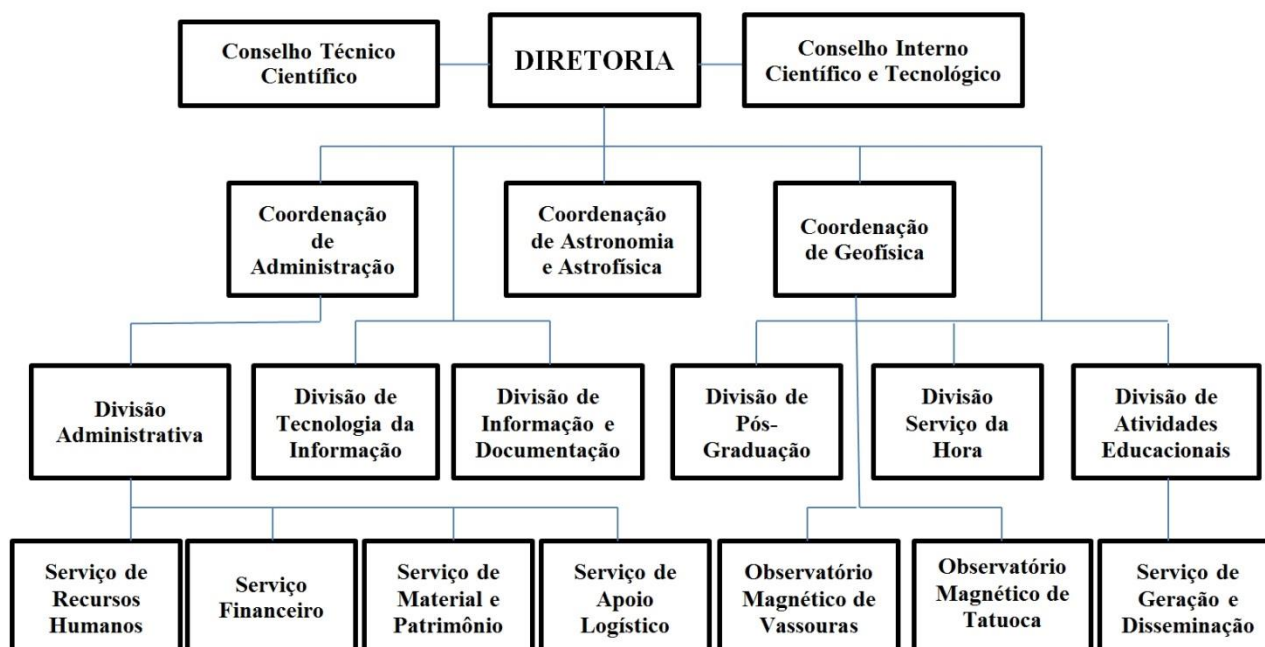 Conselho Técnico
Científico
DIRETORIA
Conselho Interno
Científico e Tecnológico
Coordenação
de
Administração
Coordenação
de Astronomia
e Astrofísica
Coordenação
de Geofísica
Divisão
Administrativa
Divisão de
Tecnologia da
Informação
Divisão de
Informação e
Documentação
Divisão de
Pós-
Graduação
Divisão
Serviço da
Hora
Divisão de
Atividades
Educacionais
Serviço de
Recursos
Humanos
Serviço
Financeiro
Serviço de
Material e
Patrimônio
Serviço de
Apoio
Logístico
Observatório
Magnético de
Vassouras
Observatório
Magnético de
Tatuoca
Serviço de
Geração e
Disseminação